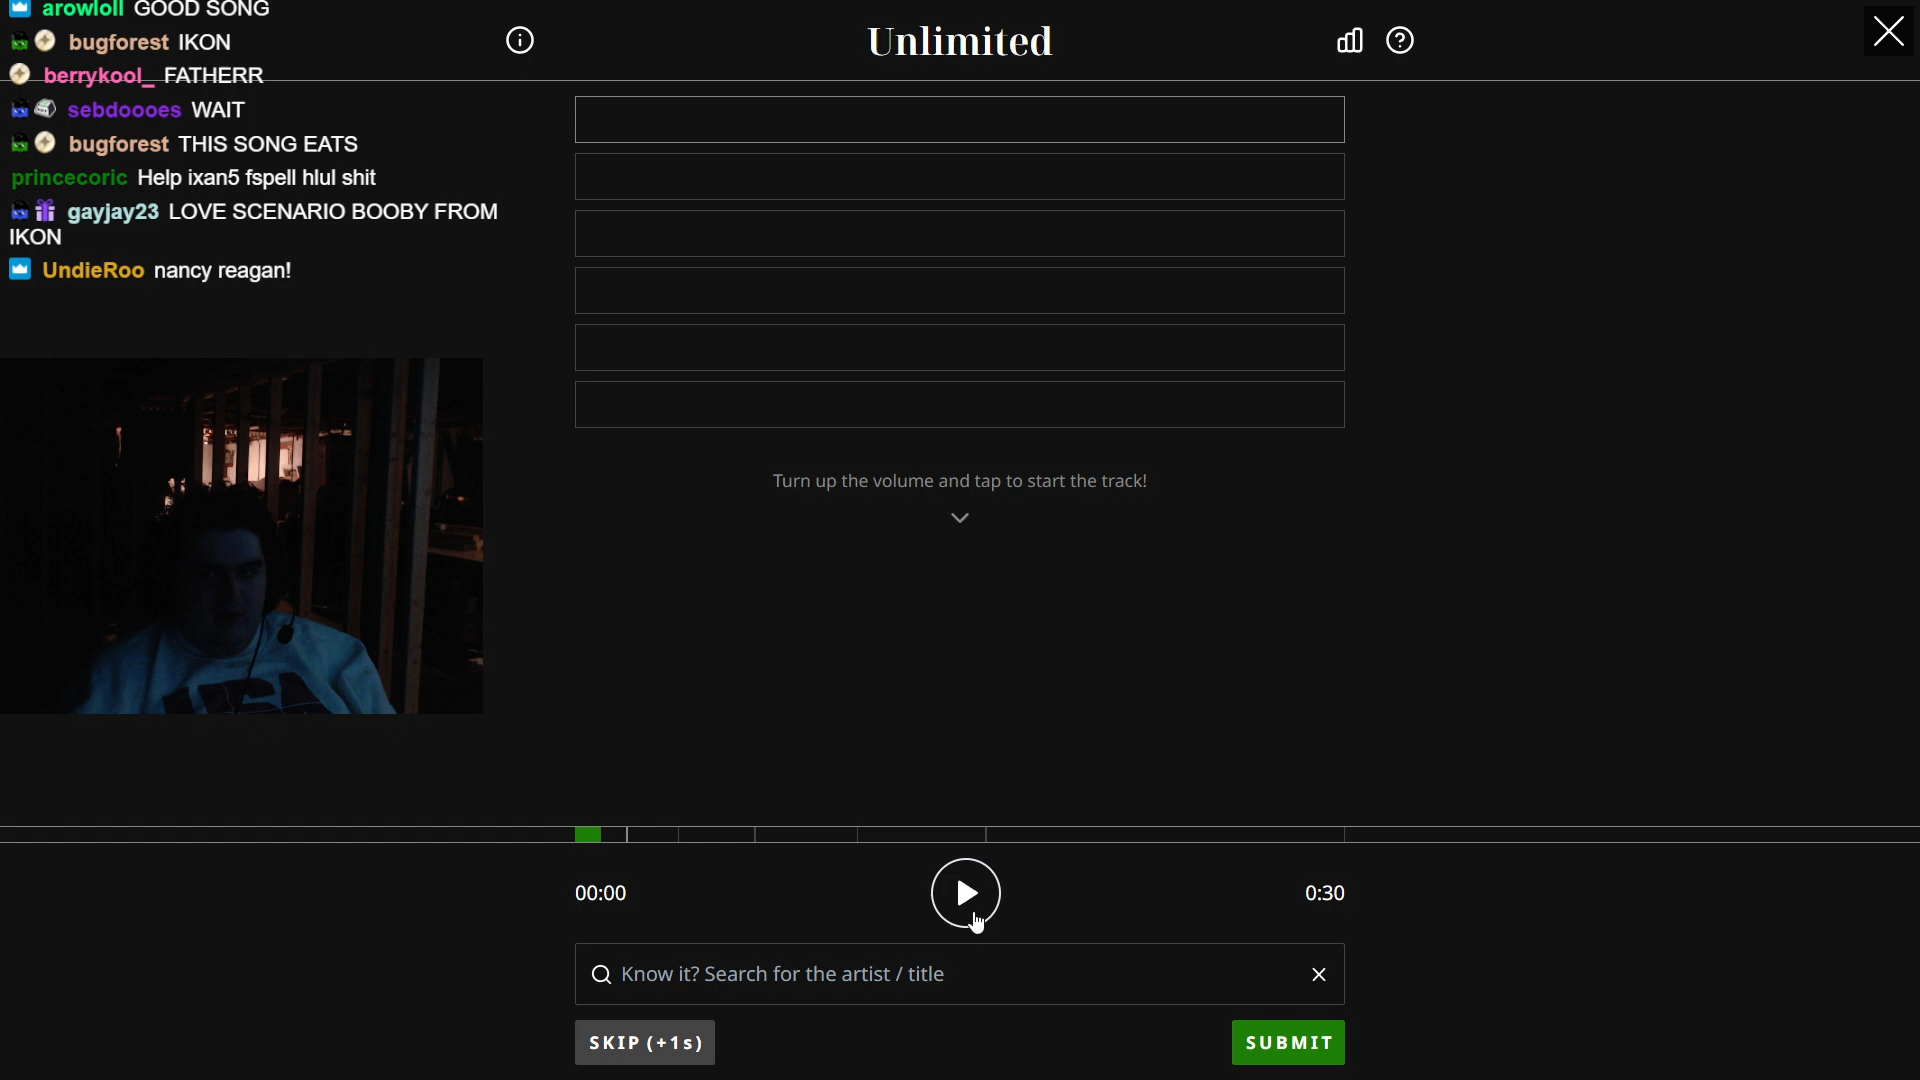 arowloll GOOD SONG
bugforest IKON
berrykool_ FATHERR
sebdoooes WAIT
bugforest THIS SONG EATS
princecoric Help ixan5 fspell hlul shit
gayjay23 LOVE SCENARIO BOOBY FROM
IKON
UndieRoo nancy reagan!
Unlimited
Turn up the volume and tap to start the track!
USA
00:00
0:30
Know it? Search for the artist / title
SKIP (+1s)
SUBMIT